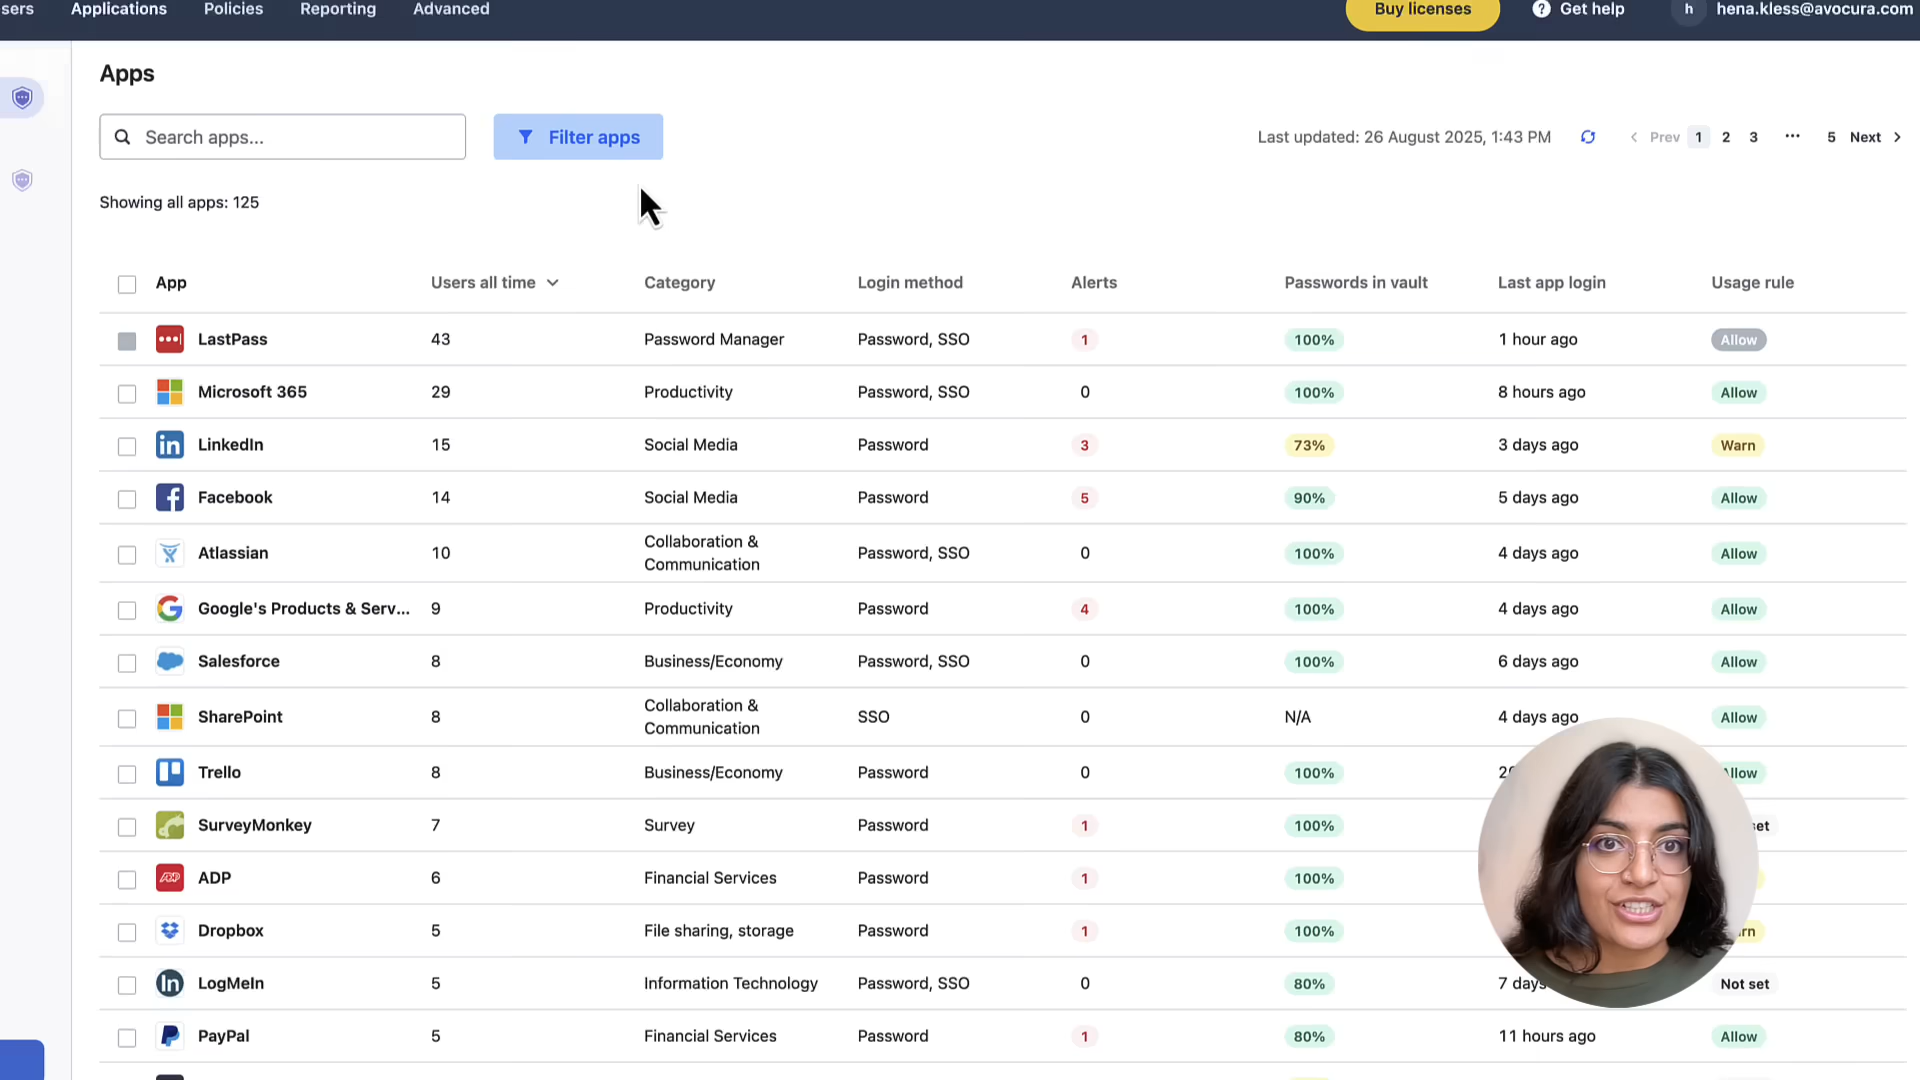 sers
Applications
Policies
Reporting
Advanced
Buy licenses
? Get help
h
hena.kless@avocura.com
Apps
Search apps...
Filter apps
Last updated: 26 August 2025, 1:43 PM
Prev 1 2 3 ... 5 Next
Showing all apps: 125
App Users all time Category Login method Alerts Passwords in vault Last app login Usage rule
LastPass 43 Password Manager Password, SSO 1 100% 1 hour ago Allow
Microsoft 365 29 Productivity Password, SSO 0 100% 8 hours ago Allow
in LinkedIn 15 Social Media Password 3 73% 3 days ago Warn
f Facebook 14 Social Media Password 5 90% 5 days ago Allow
Atlassian 10 Collaboration &
Communication Password, SSO 0 100% 4 days ago Allow
G Google's Products & Serv... 9 Productivity Password 4 100% 4 days ago Allow
Salesforce 8 Business/Economy Password, SSO 0 100% 6 days ago Allow
SharePoint 8 Collaboration &
Communication SSO 0 N/A 4 days ago Allow
Trello 8 Business/Economy Password 0 100% llow
SurveyMonkey 7 Survey Password 1 100% set
ADP ADP 6 Financial Services Password 1 100%
Dropbox 5 File sharing, storage Password 1 100% rn
In LogMeIn 5 Information Technology Password, SSO 0 80% 7 days Not set
PayPal 5 Financial Services Password 1 80% 11 hours ago Allow